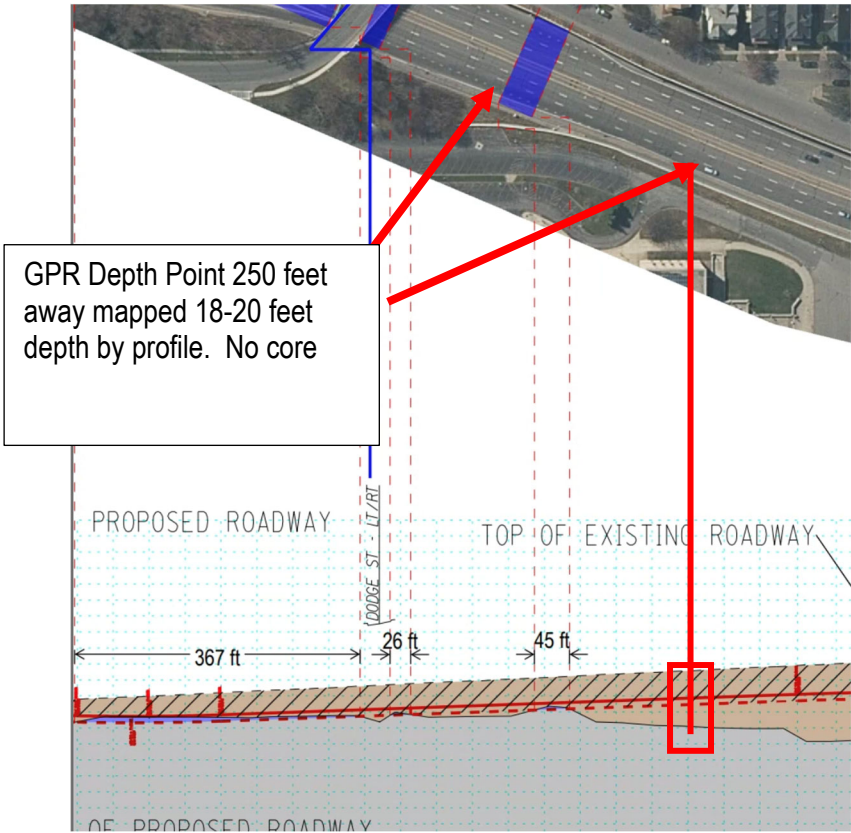 GPR Depth Point 250 feet
away mapped 18-20 feet
depth by profile.  No core
PROPOSED ROADWAY
DODGE ST - LT/RT
TOP OF EXISTING ROADWAY
367 ft
26 ft
45 ft
OF PROPOSED ROADWAY